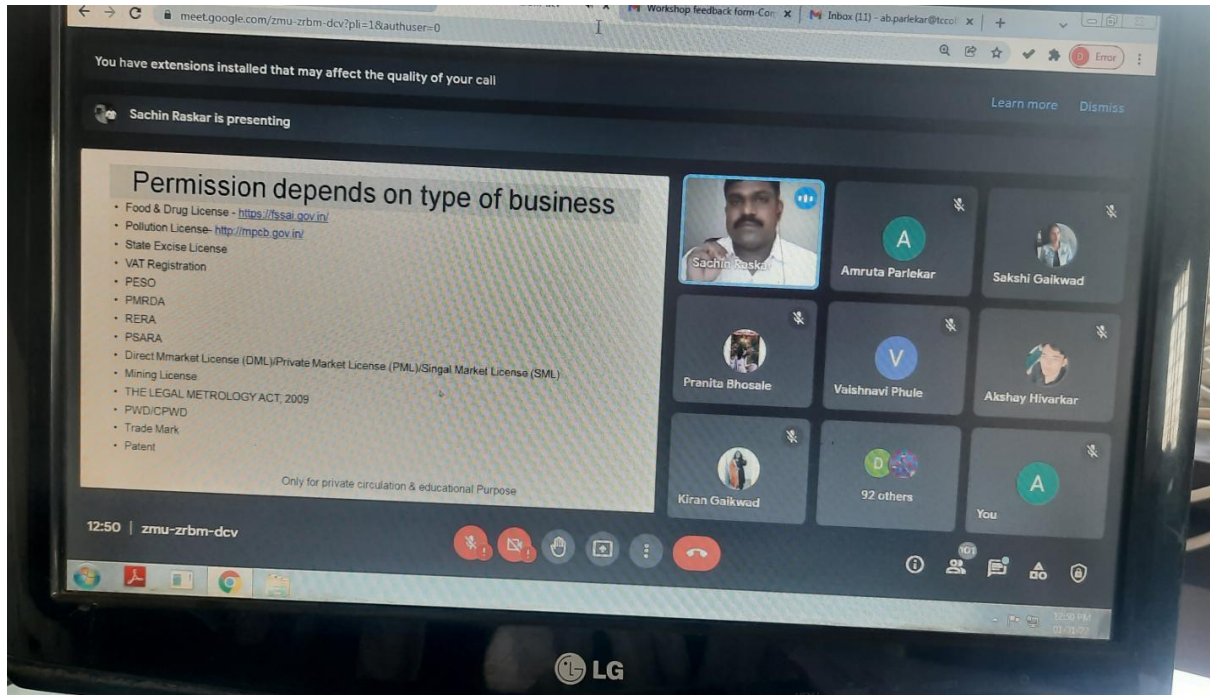 meet.google.com/zmu-zrbm-dcv?pli=1&authuser=0
Workshop feedback form-Con
Inbox (11) - ab.parlekar@tccol
Error
You have extensions installed that may affect the quality of your call
Learn more
Dismiss
Sachin Raskar is presenting
Permission depends on type of business
• Food & Drug License - https://fssai.gov.in/
• Pollution License- http://mpcb.gov.in/
• State Excise License
• VAT Registration
• PESO
• PMRDA
• RERA
• PSARA
• Direct Mmarket License (DML)/Private Market License (PML)/Singal Market License (SML)
• Mining License
• THE LEGAL METROLOGY ACT, 2009
• PWD/CPWD
• Trade Mark
• Patent
Only for private circulation & educational Purpose
Sachin Raskar
A
Amruta Parlekar
Sakshi Gaikwad
Pranita Bhosale
V
Vaishnavi Phule
Akshay Hivarkar
Kiran Gaikwad
D
92 others
A
You
12:50 | zmu-zrbm-dcv
101
12:50 PM
LG